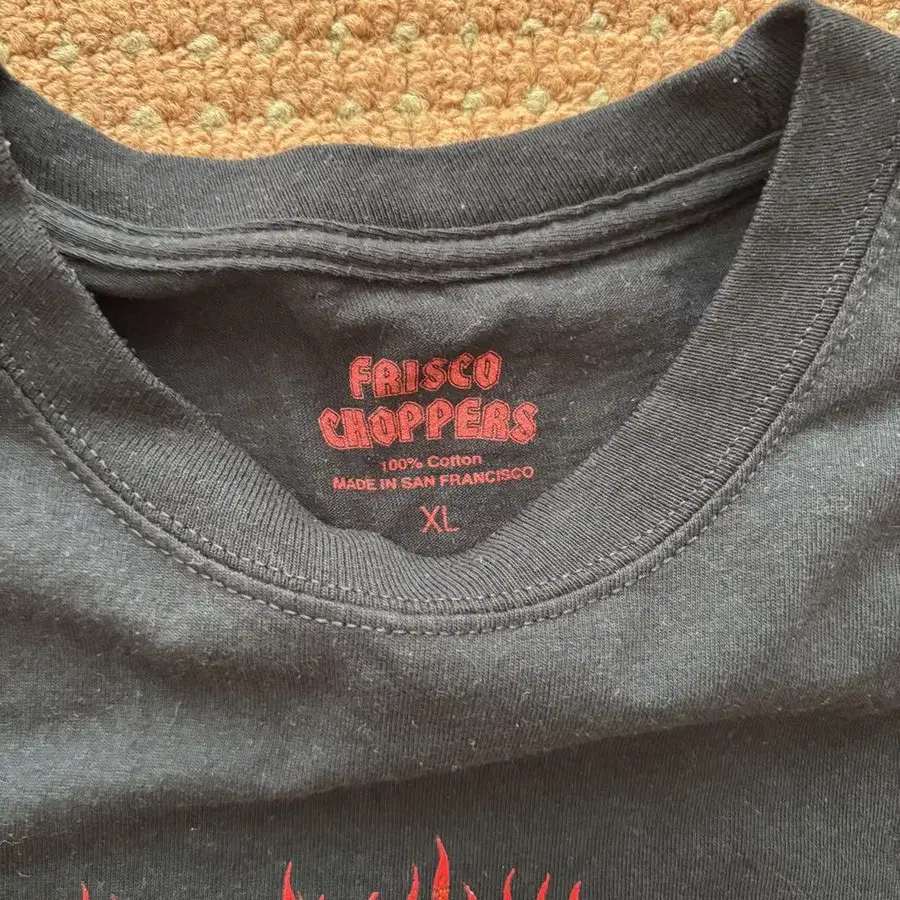 FRISCO
CHOPPERS
100% Cotton
MADE IN SAN FRANCISCO
XL